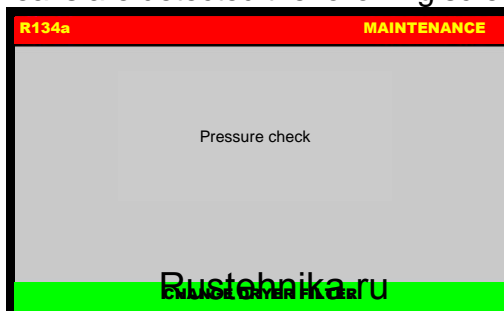 R134a MAINTENANCE
Pressure check
Rustehnika.ru
CHANGE DRYER FILTER